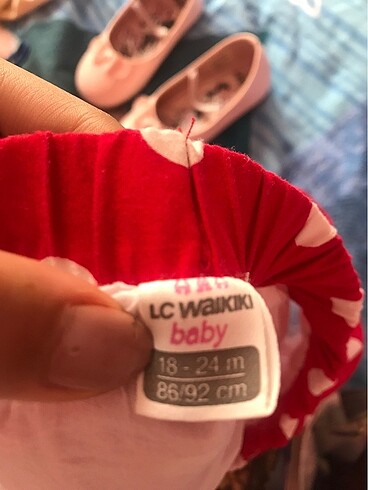 LC WAIKIKI
baby
18 - 24 m
86/92 cm